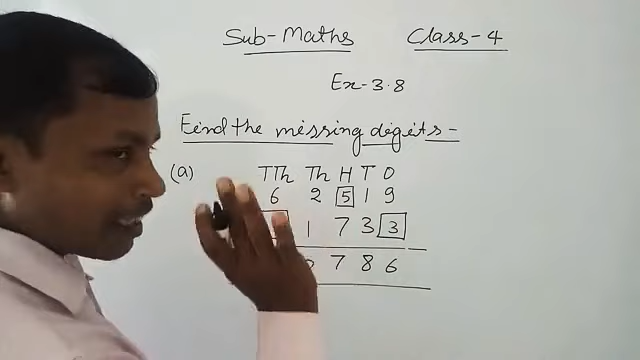 Sub-Maths Class-4
Ex-3.8
Find the missing digits-
(a) TTh Th H T O
6 2 5 1 9
1 7 3 3
7 8 6